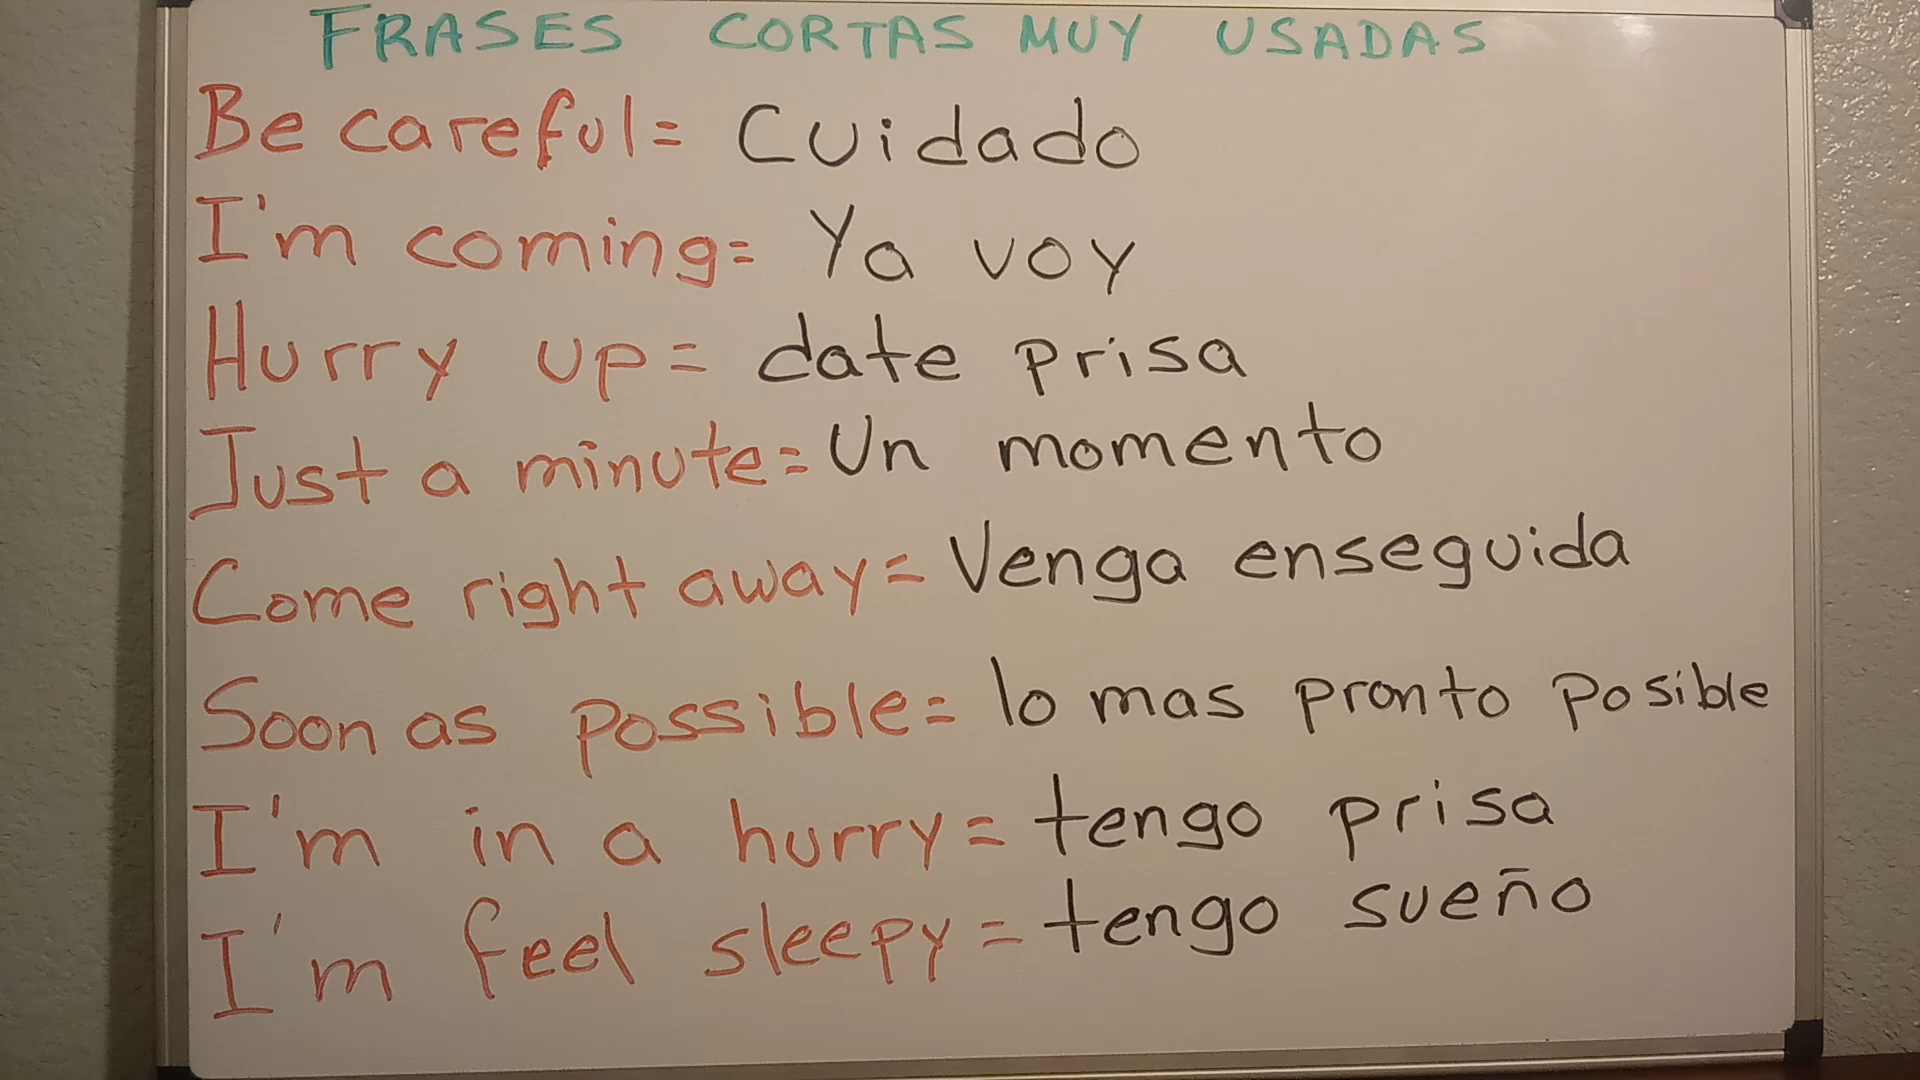 FRASES CORTAS MUY USADAS
Be careful= Cuidado
I'm coming= Ya voy
Hurry up= date prisa
Just a minute= Un momento
Come right away= Venga enseguida
Soon as possible= lo mas pronto posible
I'm in a hurry= tengo prisa
I'm feel sleepy= tengo sueño